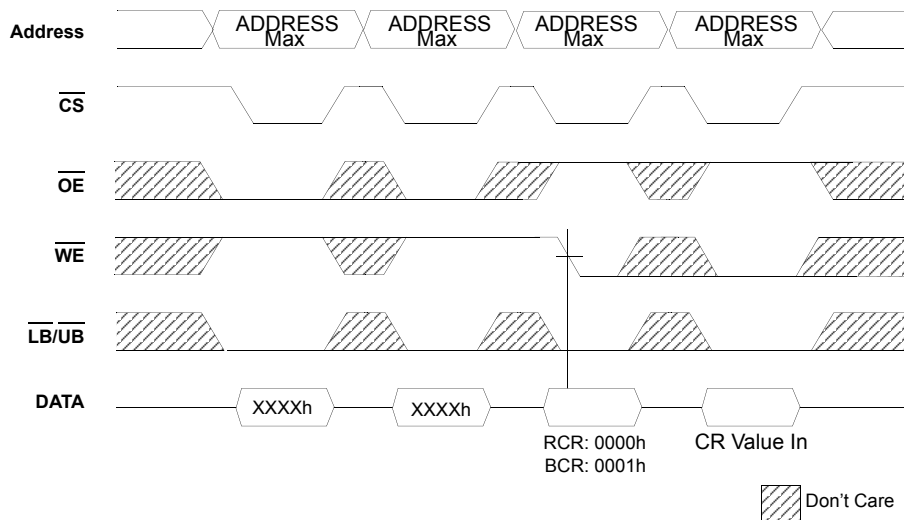 Address
ADDRESS
Max
ADDRESS
Max
ADDRESS
Max
ADDRESS
Max
CS
OE
WE
LB/UB
DATA
XXXXh
XXXXh
RCR: 0000h
BCR: 0001h
CR Value In
Don't Care